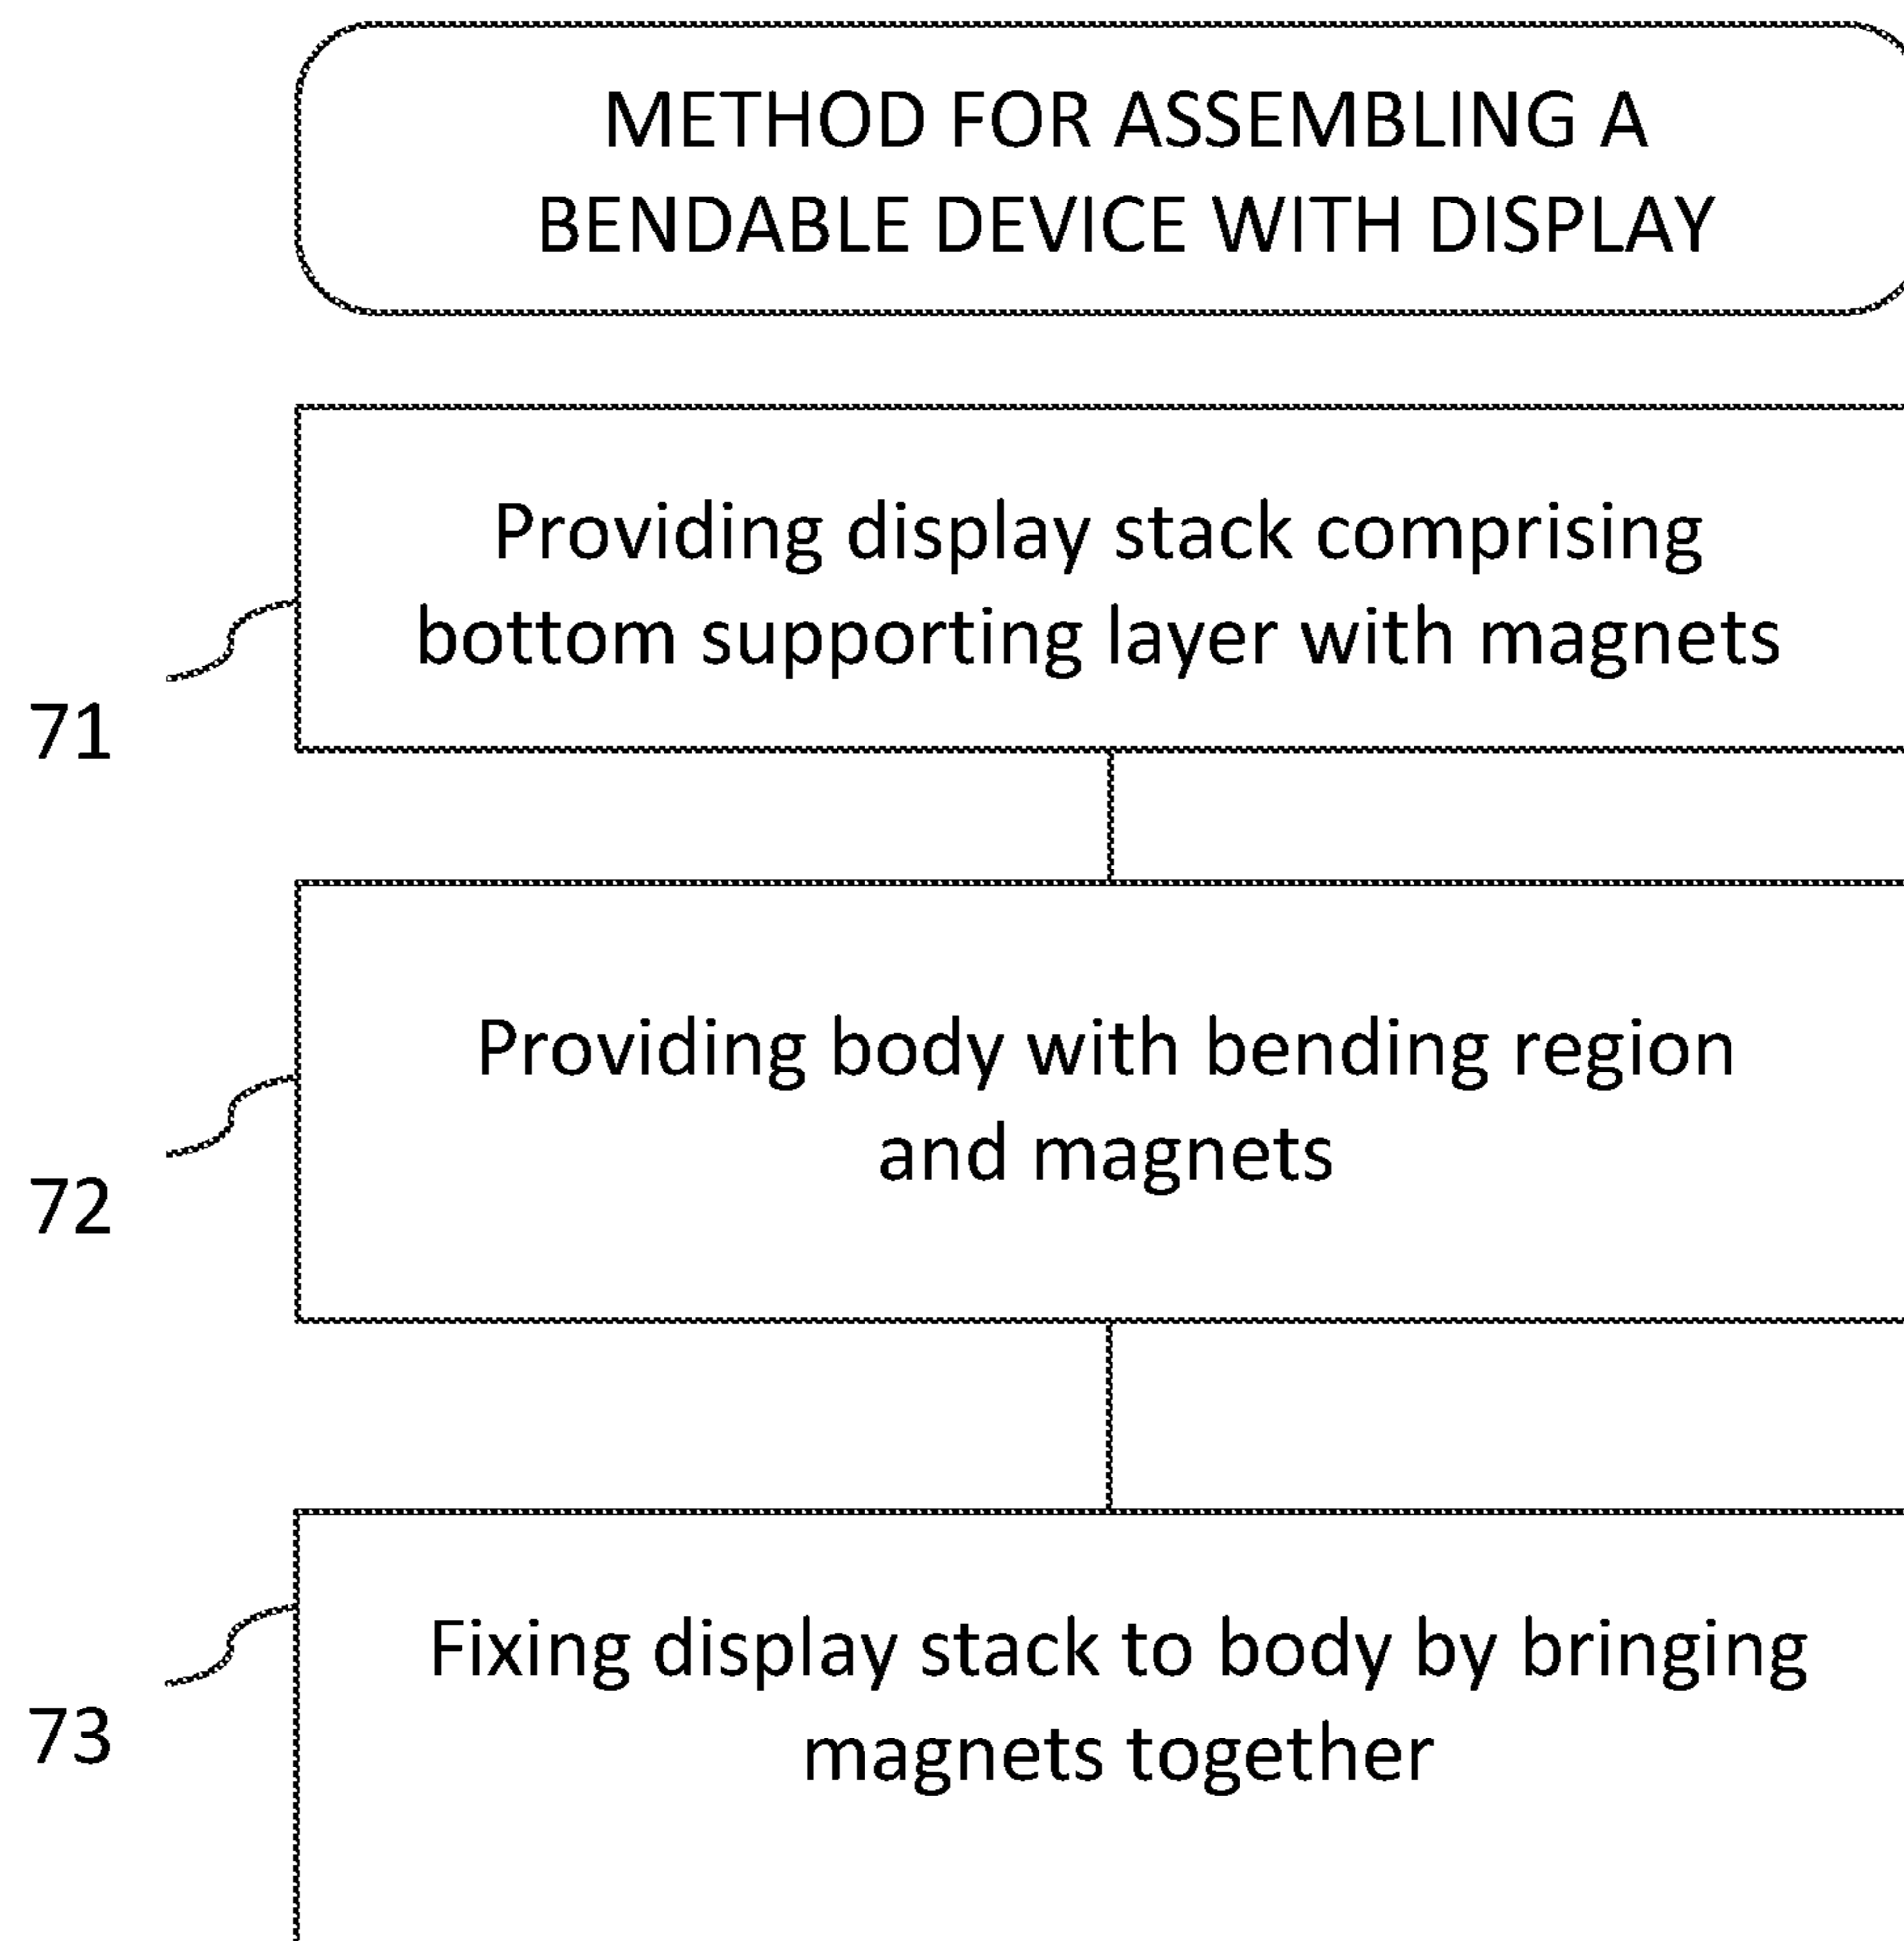 METHOD FOR ASSEMBLING A
BENDABLE DEVICE WITH DISPLAY
Providing display stack comprising
bottom supporting layer with magnets
71
Providing body with bending region
and magnets
72
Fixing display stack to body by bringing
magnets together
73